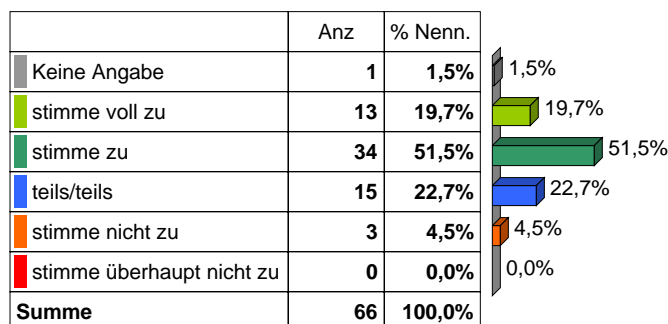 Anz % Nenn.
Keine Angabe 1 1,5% 1,5%
stimme voll zu 13 19,7% 19,7%
stimme zu 34 51,5% 51,5%
teils/teils 15 22,7% 22,7%
stimme nicht zu 3 4,5% 4,5%
stimme überhaupt nicht zu 0 0,0% 0,0%
Summe 66 100,0%